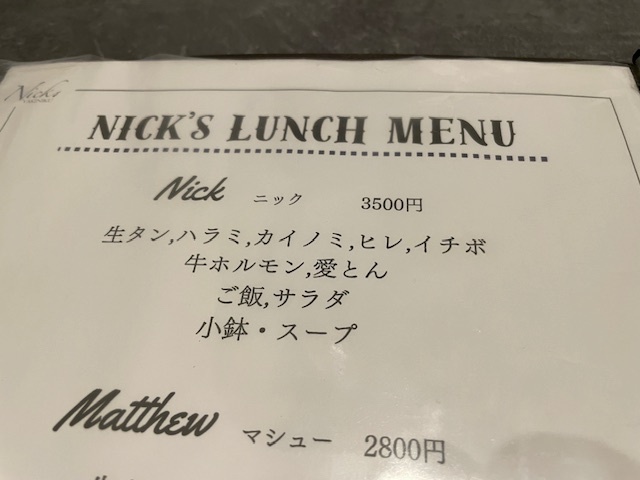 Nick's
NICK'S LUNCH MENU
Nick ニック 3500円
生タン,ハラミ,カイノミ,ヒレ,イチボ
牛ホルモン,愛とん
ご飯,サラダ
小鉢・スープ
Matthew マシュー 2800円